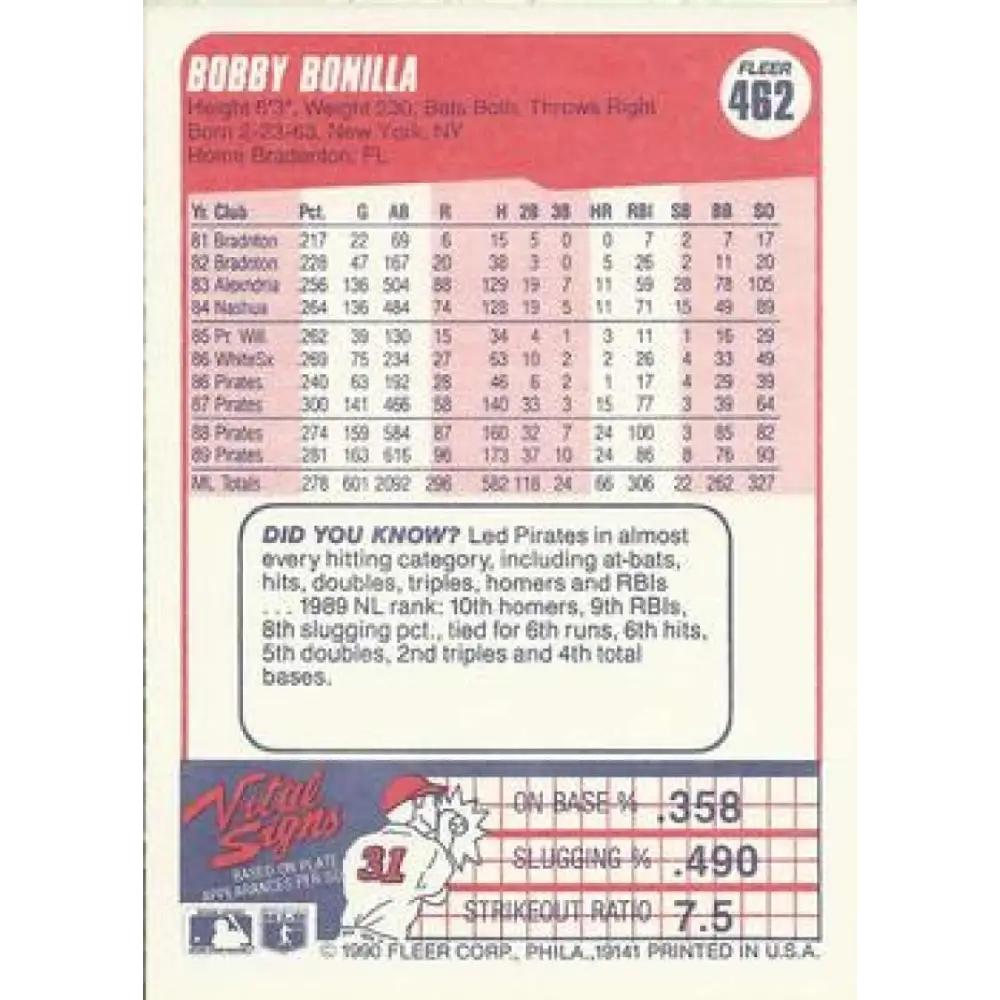 BOBBY BONILLA
FLEER
462
Height 6'3", Weight 230, Bats Both, Throws Right
Born 2-23-63, New York, NY
Home Bradenton, FL
Yr. Club Pct. G AB R H 2B 3B HR RBI SB BB SO
81 Bradnton .217 22 69 6 15 5 0 0 7 2 7 17
82 Bradnton .228 47 167 20 38 3 0 5 26 2 11 20
83 Alexndria .256 136 504 88 129 19 7 11 59 28 78 105
84 Nashua .264 136 484 74 128 19 5 11 71 15 49 89
85 Pr. Will. .262 39 130 15 34 4 1 3 11 1 16 29
86 WhiteSx .269 75 234 27 63 10 2 2 26 4 33 49
86 Pirates .240 63 192 28 46 6 2 1 17 4 29 39
87 Pirates .300 141 466 58 140 33 3 15 77 3 39 64
88 Pirates .274 159 584 87 160 32 7 24 100 3 85 82
89 Pirates .281 163 616 96 173 37 10 24 86 8 76 93
ML Totals .278 601 2092 296 582 118 24 66 306 22 262 327
DID YOU KNOW? Led Pirates in almost
every hitting category, including at-bats,
hits, doubles, triples, homers and RBIs
. . . 1989 NL rank: 10th homers, 9th RBIs,
8th slugging pct., tied for 6th runs, 6th hits,
5th doubles, 2nd triples and 4th total
bases.
Vital
Signs
BASED ON PLATE
APPEARANCES PER SO
31
ON BASE % .358
SLUGGING % .490
STRIKEOUT RATIO 7.5
© 1990 FLEER CORP., PHILA., 19141 PRINTED IN U.S.A.